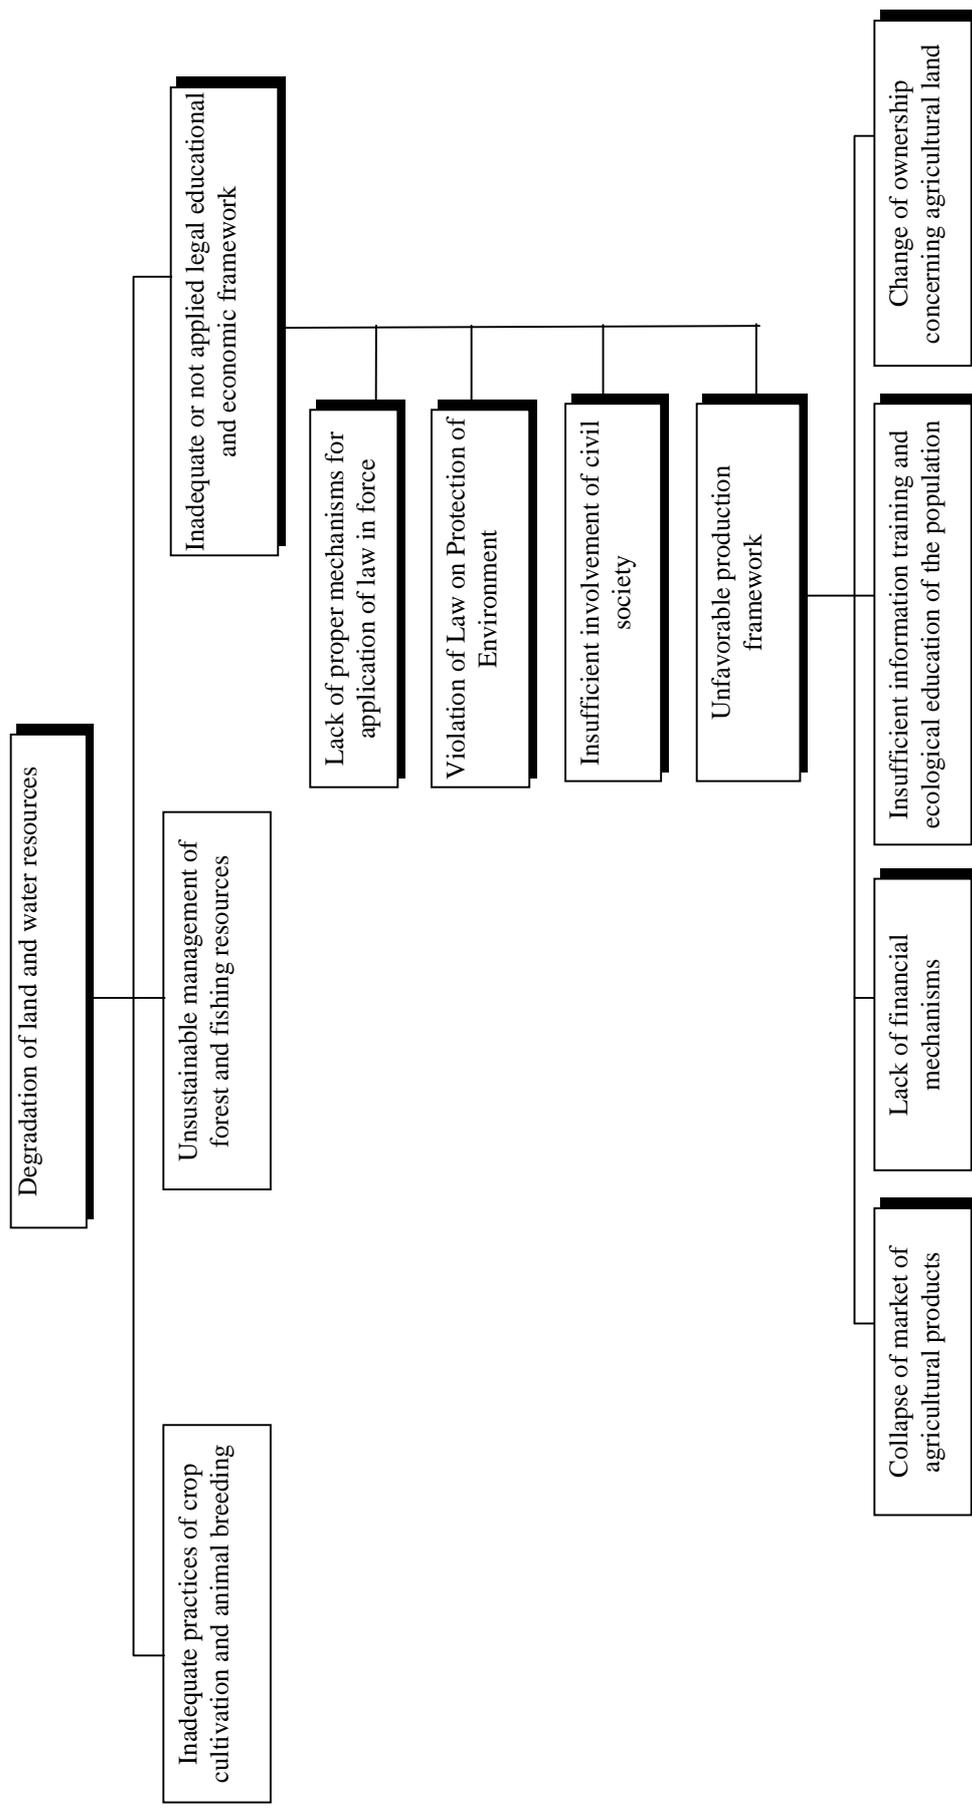 Degradation of land and water resources
Inadequate practices of crop
cultivation and animal breeding
Unsustainable management of
forest and fishing resources
Inadequate or not applied legal educational
and economic framework
Lack of proper mechanisms for
application of law in force
Violation of Law on Protection of
Environment
Insufficient involvement of civil
society
Unfavorable production
framework
Collapse of market of
agricultural products
Lack of financial
mechanisms
Insufficient information training and
ecological education of the population
Change of ownership
concerning agricultural land